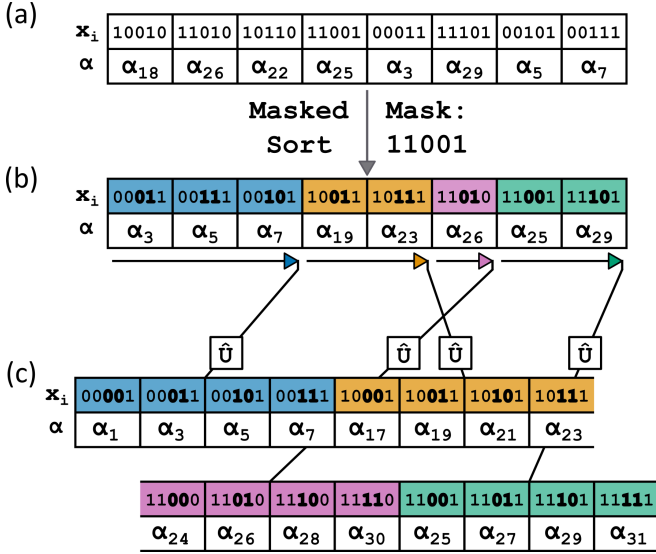 (a)
xi 10010 11010 10110 11001 00011 11101 00101 00111
α α18 α26 α22 α25 α3 α29 α5 α7
Masked Mask:
Sort 11001
(b)
xi 00011 00111 00101 10011 10111 11010 11001 11101
α α3 α5 α7 α19 α23 α26 α25 α29
Û Û Û Û
(c)
xi 00001 00011 00101 00111 10001 10011 10101 10111
α α1 α3 α5 α7 α17 α19 α21 α23
11000 11010 11100 11110 11001 11011 11101 11111
α24 α26 α28 α30 α25 α27 α29 α31